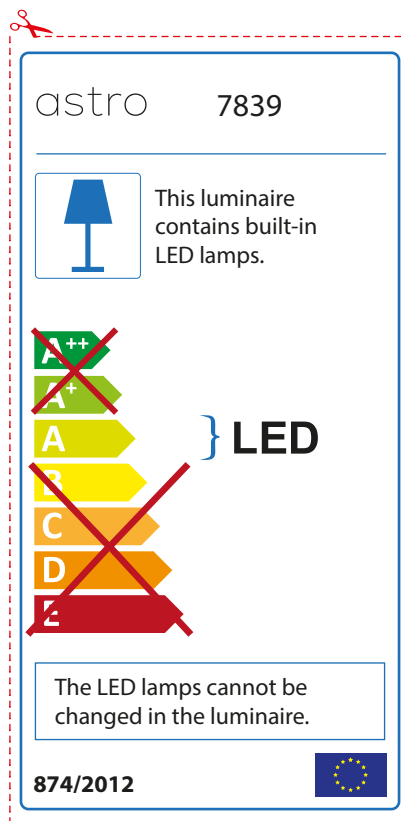 astro 7839
This luminaire
contains built-in
LED lamps.
A++
A+
A
LED
B
C
D
E
The LED lamps cannot be
changed in the luminaire.
874/2012